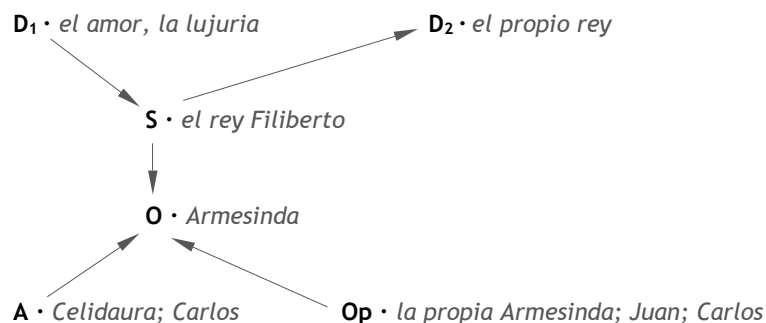 D₁ · el amor, la lujuria D₂ · el propio rey
S · el rey Filiberto
O · Armesinda
A · Celidaura; Carlos Op · la propia Armesinda; Juan; Carlos